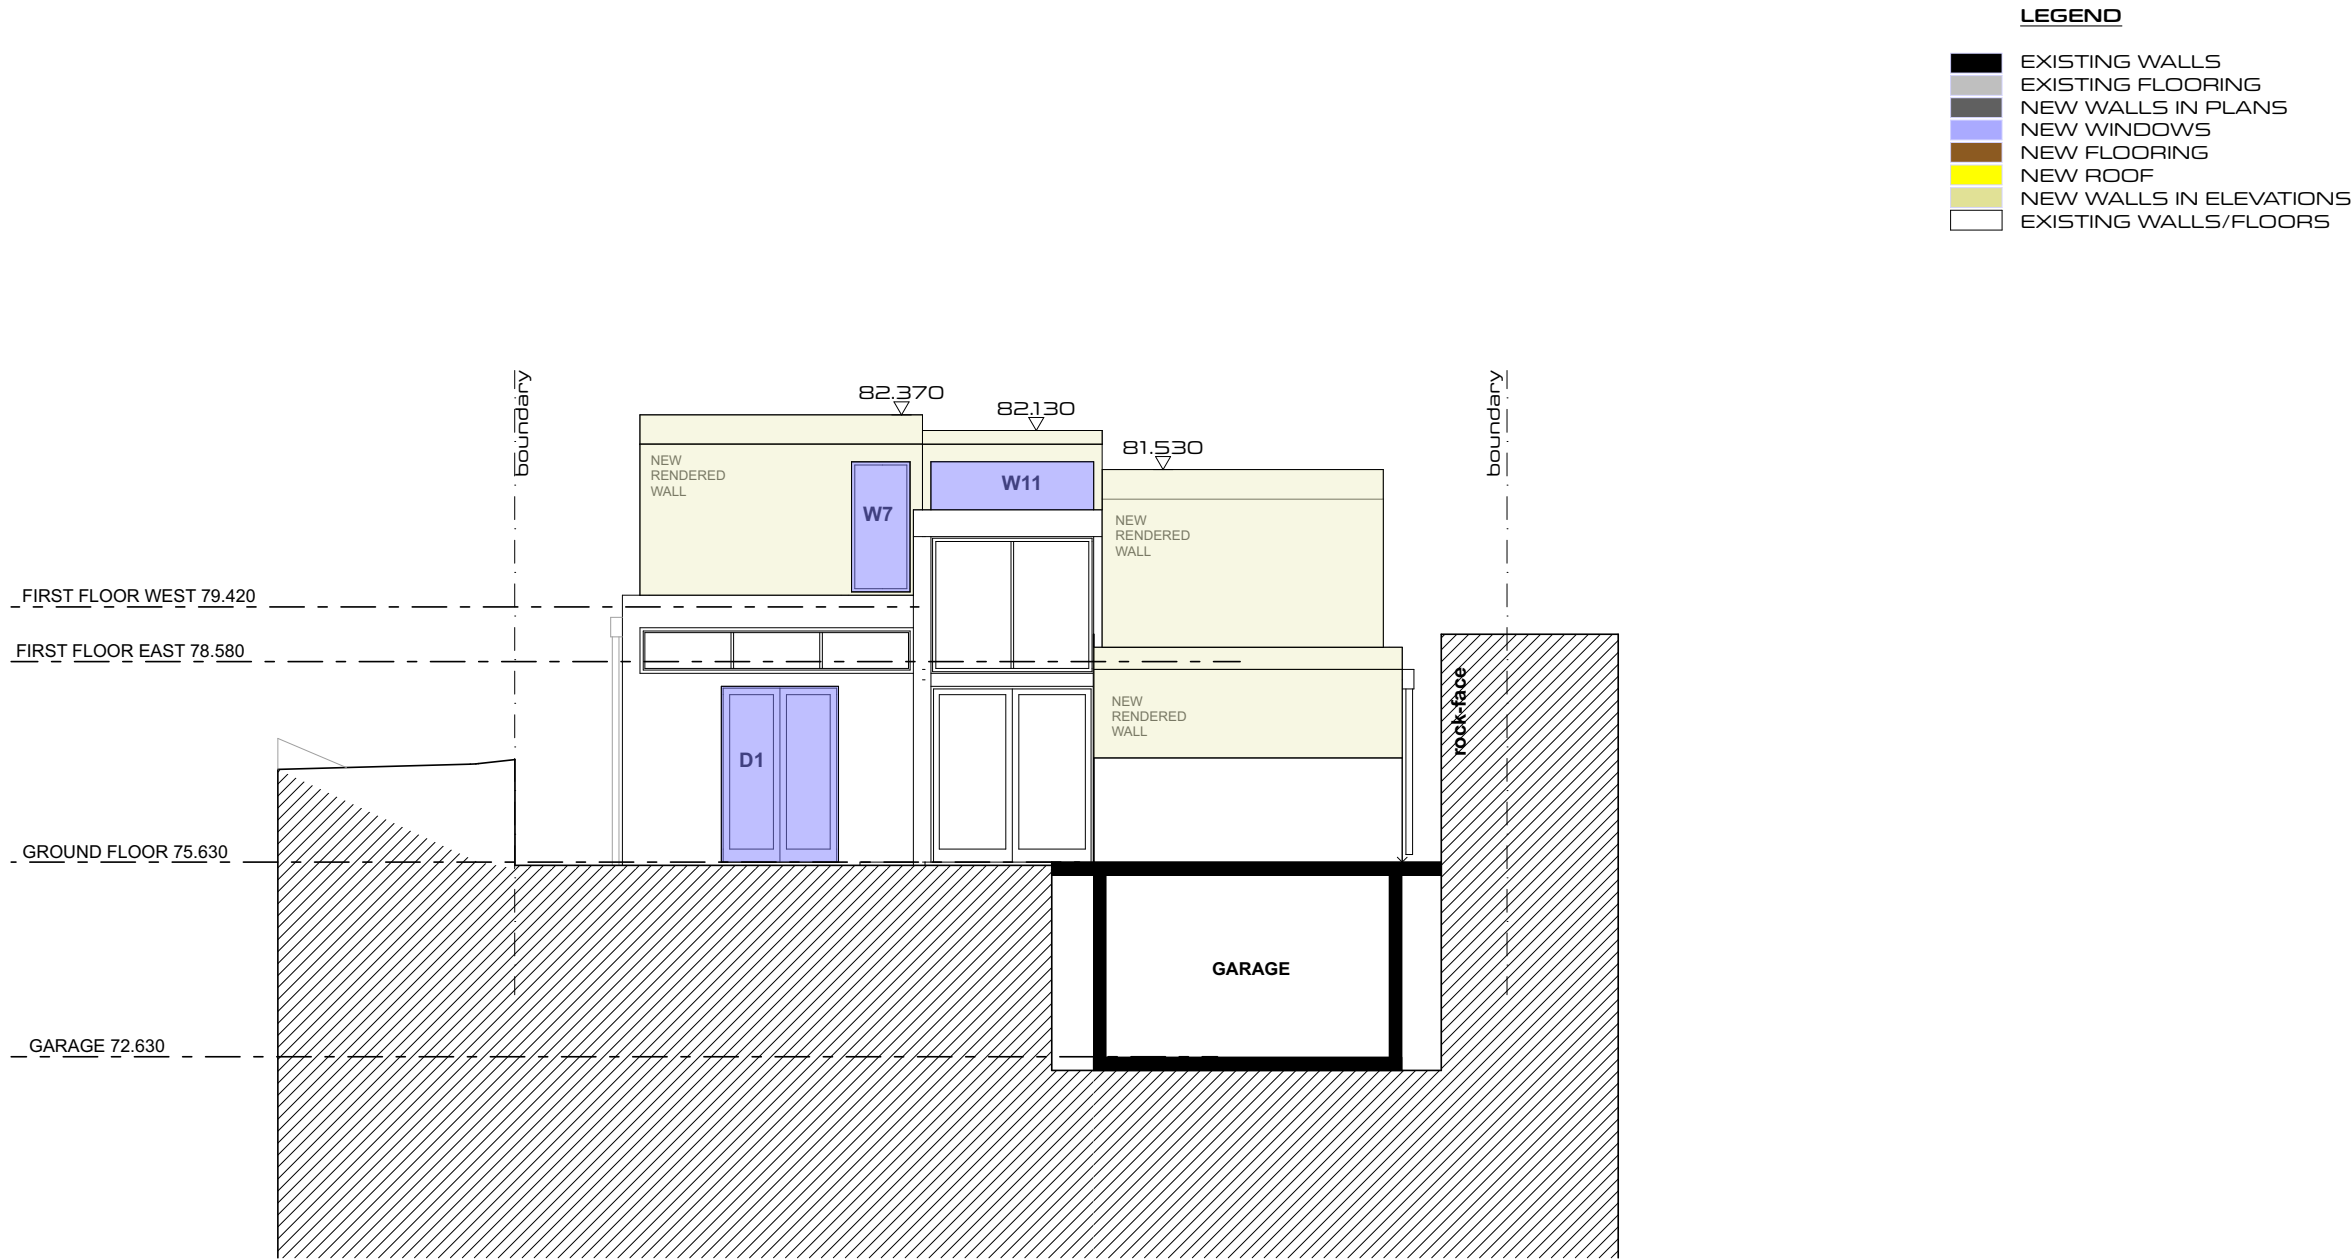 LEGEND
EXISTING WALLS
EXISTING FLOORING
NEW WALLS IN PLANS
NEW WINDOWS
NEW FLOORING
NEW ROOF
NEW WALLS IN ELEVATIONS
EXISTING WALLS/FLOORS
boundary
boundary
82.370
82.130
81.530
NEW
RENDERED
WALL
W7
W11
NEW
RENDERED
WALL
FIRST FLOOR WEST 79.420
FIRST FLOOR EAST 78.580
NEW
RENDERED
WALL
rock-face
D1
GROUND FLOOR 75.630
GARAGE
GARAGE 72.630